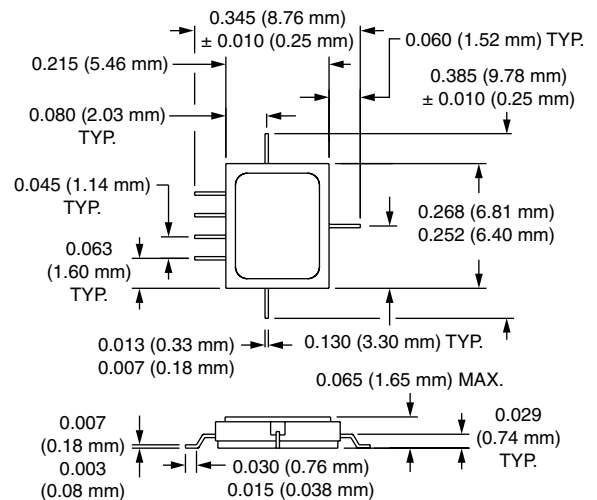 0.345 (8.76 mm)
± 0.010 (0.25 mm)
0.060 (1.52 mm) TYP.
0.215 (5.46 mm)
0.385 (9.78 mm)
± 0.010 (0.25 mm)
0.080 (2.03 mm)
TYP.
0.045 (1.14 mm)
TYP.
0.268 (6.81 mm)
0.252 (6.40 mm)
0.063
(1.60 mm)
TYP.
0.013 (0.33 mm)
0.007 (0.18 mm)
0.130 (3.30 mm) TYP.
0.065 (1.65 mm) MAX.
0.007
(0.18 mm)
0.003
(0.08 mm)
0.030 (0.76 mm)
0.015 (0.038 mm)
0.029
(0.74 mm)
TYP.